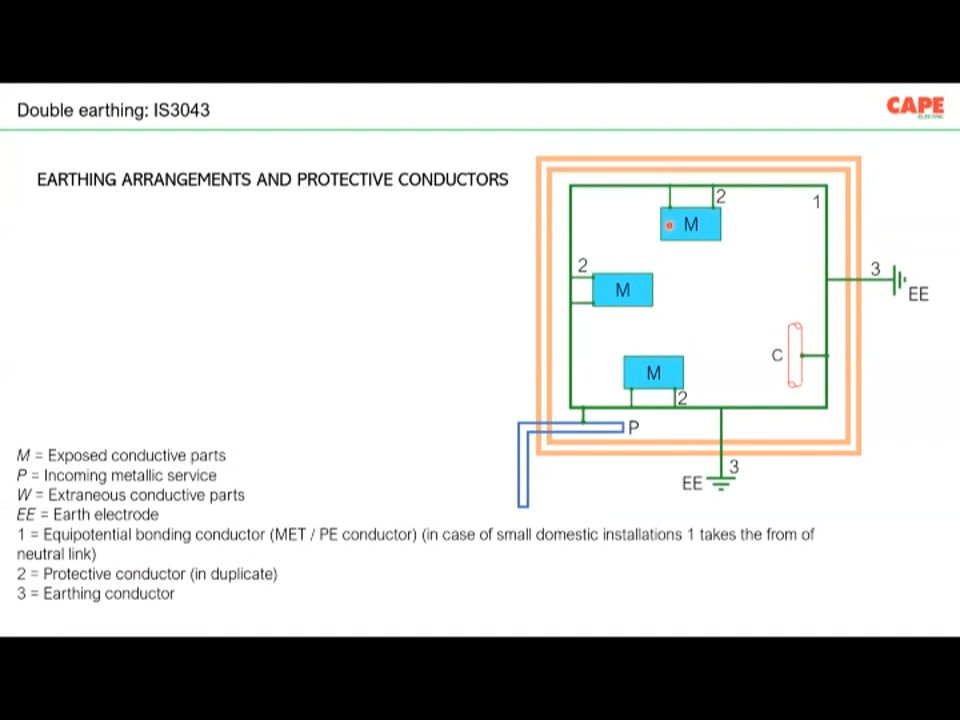 Double earthing: IS3043
CAPE
ELECTRIC
EARTHING ARRANGEMENTS AND PROTECTIVE CONDUCTORS
2
1
M
2
M
3
EE
C
M
2
P
3
EE
M = Exposed conductive parts
P = Incoming metallic service
W = Extraneous conductive parts
EE = Earth electrode
1 = Equipotential bonding conductor (MET / PE conductor) (in case of small domestic installations 1 takes the from of
neutral link)
2 = Protective conductor (in duplicate)
3 = Earthing conductor